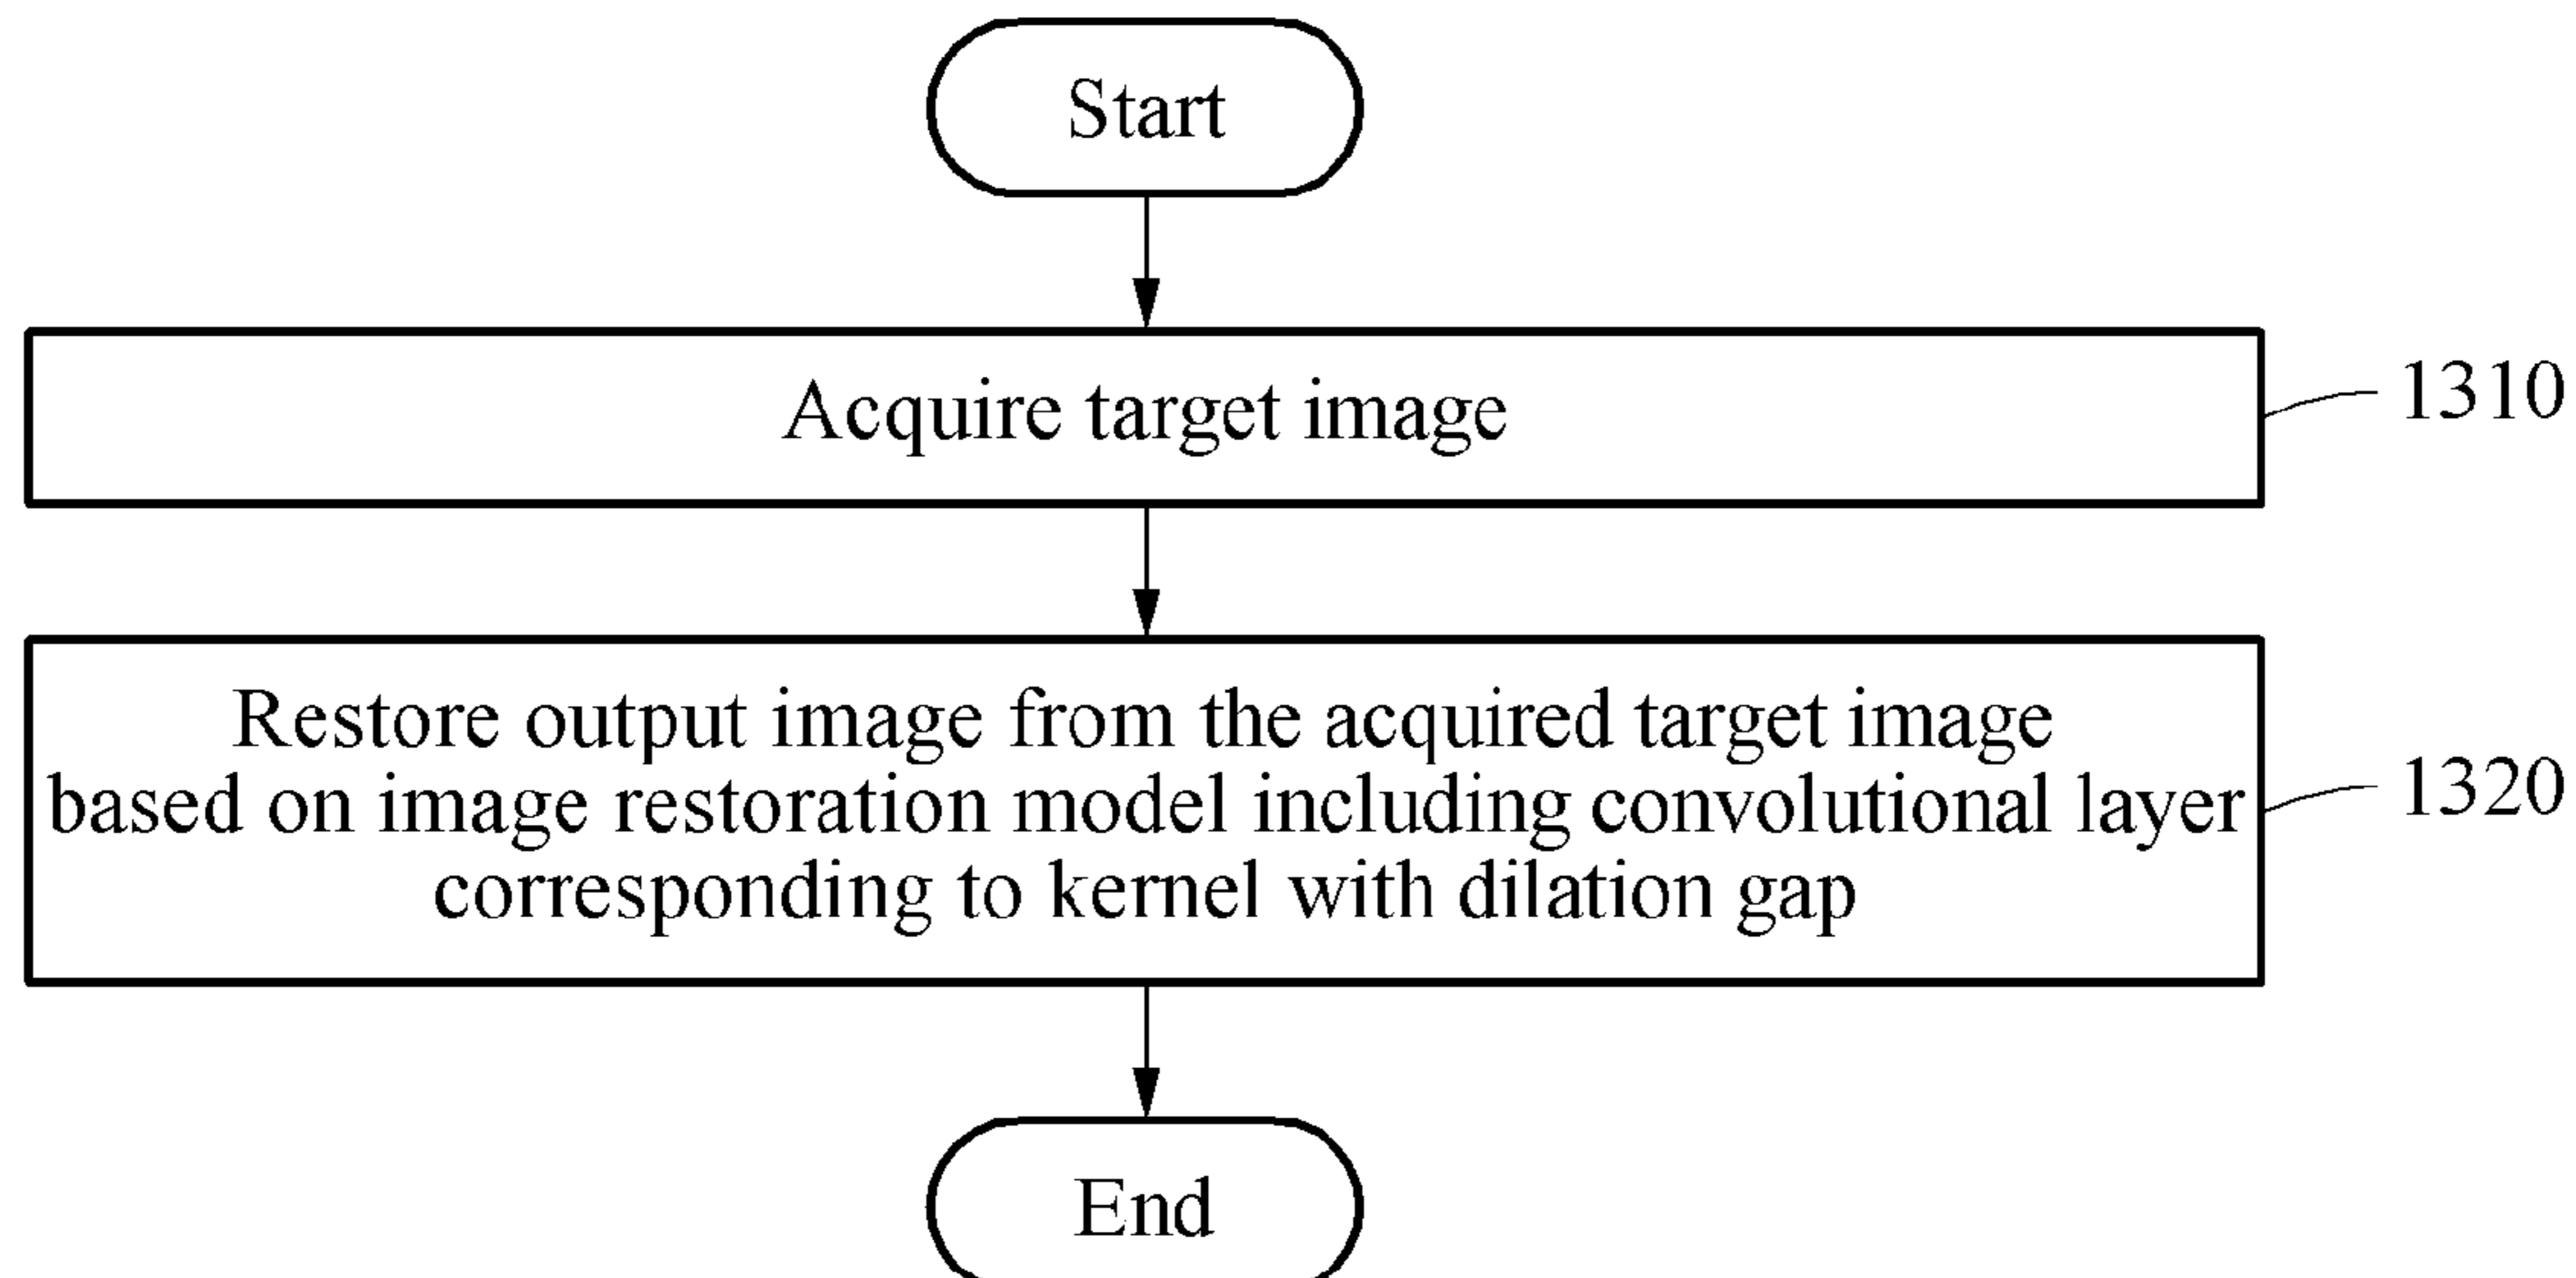 Start
Acquire target image
1310
Restore output image from the acquired target image
based on image restoration model including convolutional layer
corresponding to kernel with dilation gap
1320
End